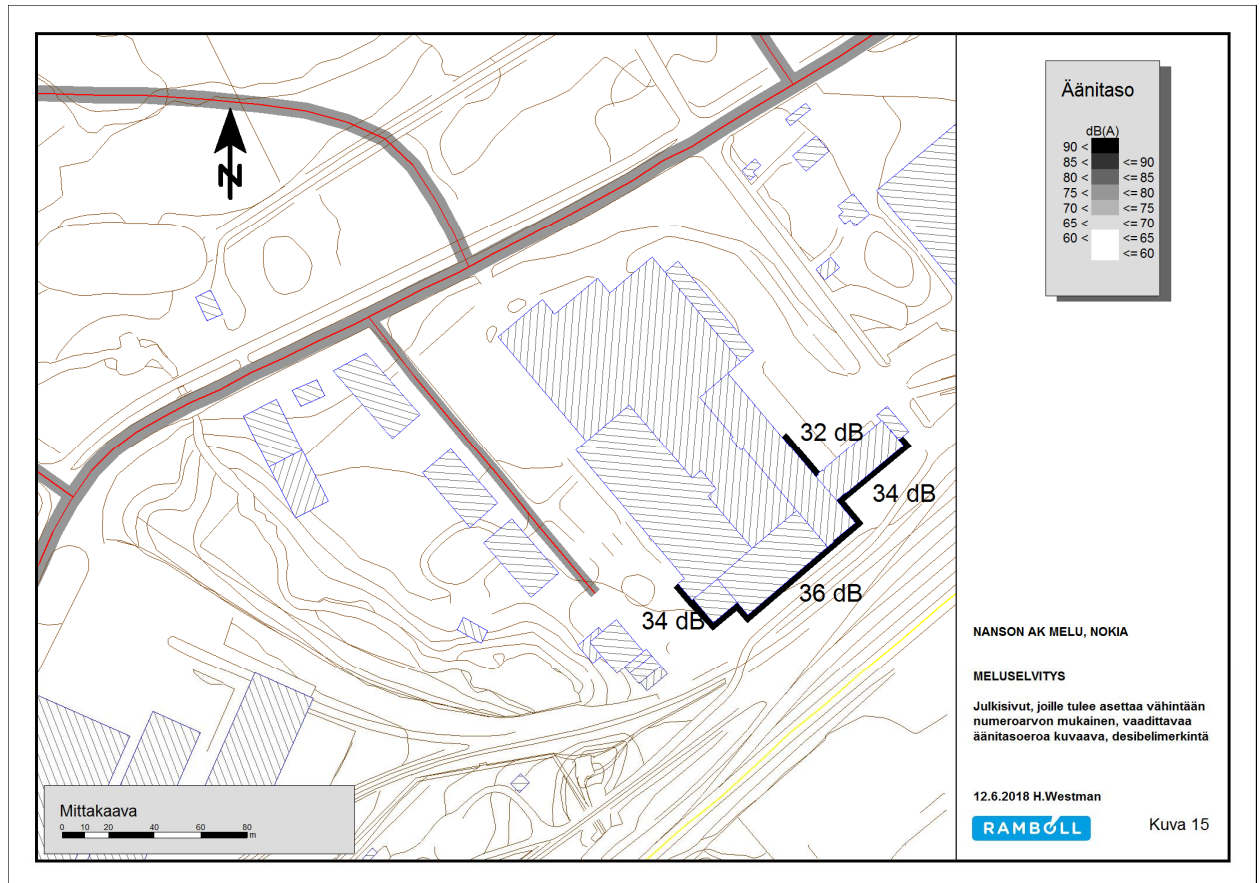 Äänitaso
dB(A)
90 <
85 < <= 90
80 < <= 85
75 < <= 80
70 < <= 75
65 < <= 70
60 < <= 65
<= 60
N
32 dB
34 dB
36 dB
34 dB
NANSON AK MELU, NOKIA
MELUSELVITYS
Julkisivut, joille tulee asettaa vähintään
numeroarvon mukainen, vaadittavaa
äänitasoeroa kuvaava, desibelimerkintä
12.6.2018 H.Westman
RAMBOLL
Kuva 15
Mittakaava
0 10 20 40 60 80
m